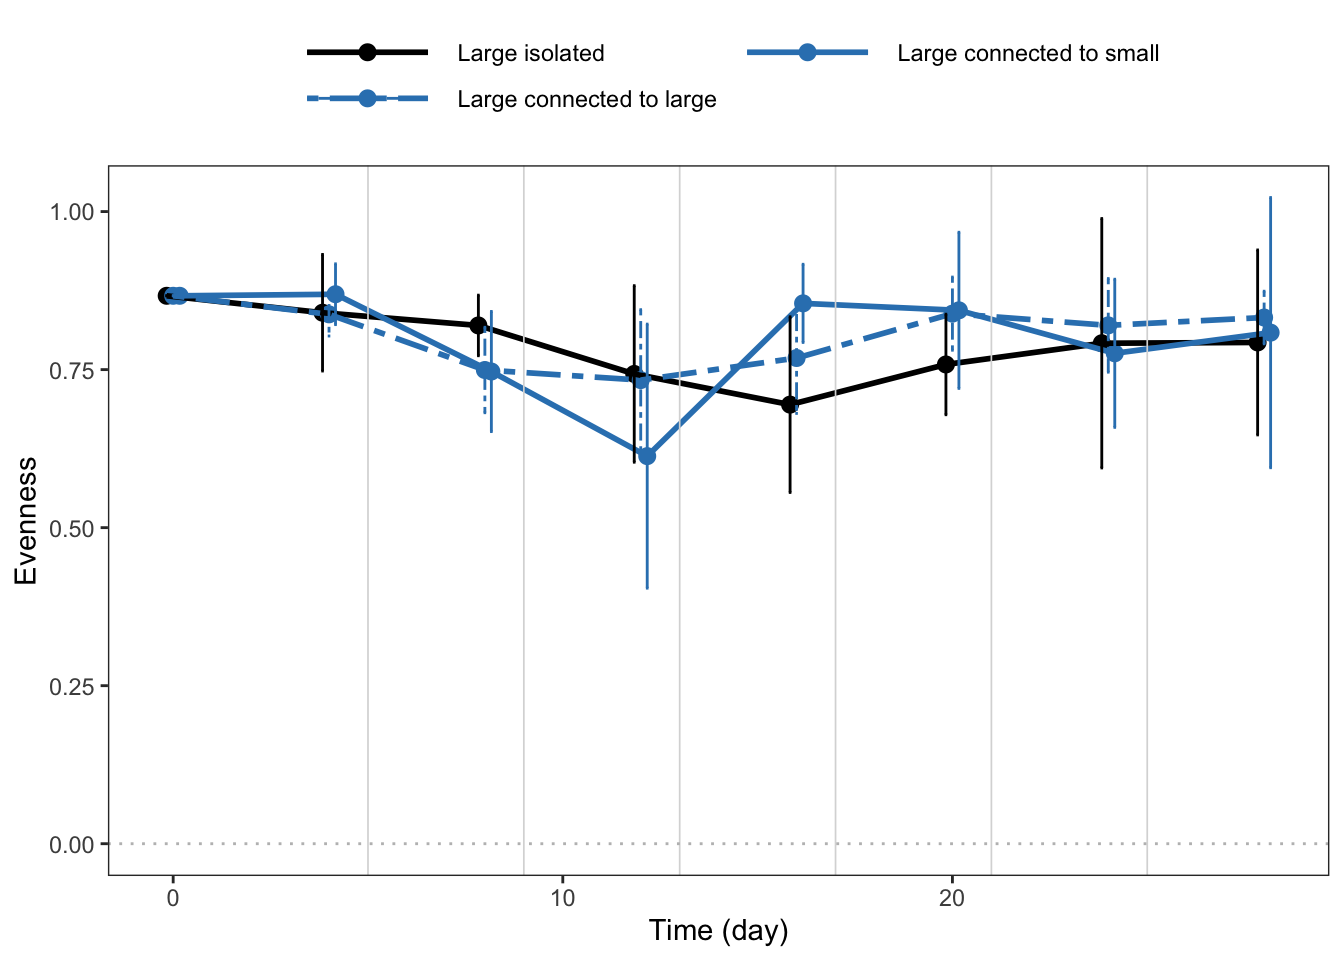 Large isolated
Large connected to small
Large connected to large
1.00
0.75
0.50
0.25
0.00
Evenness
0
10
20
Time (day)